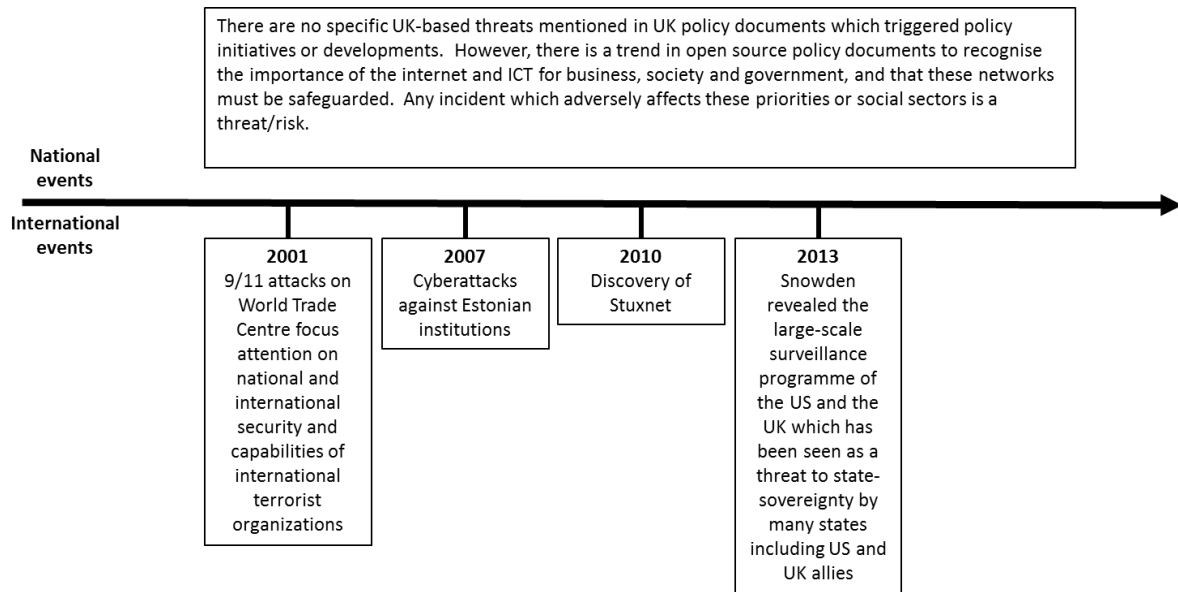 There are no specific UK-based threats mentioned in UK policy documents which triggered policy
initiatives or developments.  However, there is a trend in open source policy documents to recognise
the importance of the internet and ICT for business, society and government, and that these networks
must be safeguarded.  Any incident which adversely affects these priorities or social sectors is a
threat/risk.
National
events
International
events
2001
9/11 attacks on
World Trade
Centre focus
attention on
national and
international
security and
capabilities of
international
terrorist
organizations
2007
Cyberattacks
against Estonian
institutions
2010
Discovery of
Stuxnet
2013
Snowden
revealed the
large-scale
surveillance
programme of
the US and the
UK which has
been seen as a
threat to state-
sovereignty by
many states
including US and
UK allies